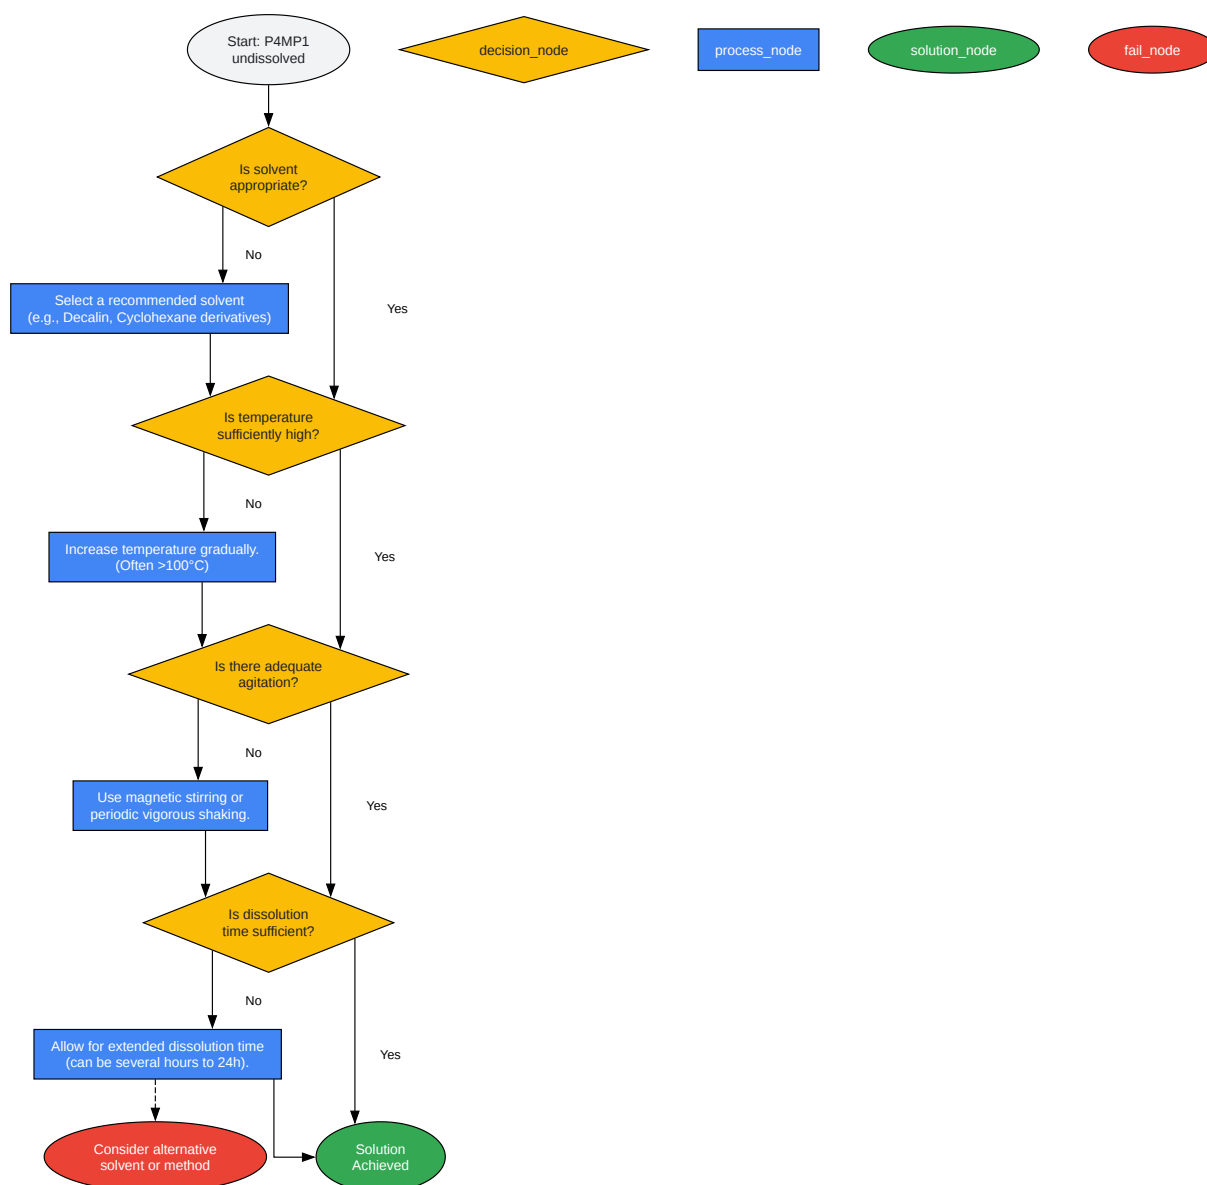 Start: P4MP1
undissolved
decision_node
process_node
solution_node
fail_node
Is solvent
appropriate?
No
Select a recommended solvent
(e.g., Decalin, Cyclohexane derivatives)
Yes
Is temperature
sufficiently high?
No
Increase temperature gradually.
(Often >100°C)
Yes
Is there adequate
agitation?
No
Use magnetic stirring or
periodic vigorous shaking.
Yes
Is dissolution
time sufficient?
No
Allow for extended dissolution time
(can be several hours to 24h).
Yes
Consider alternative
solvent or method
Solution
Achieved